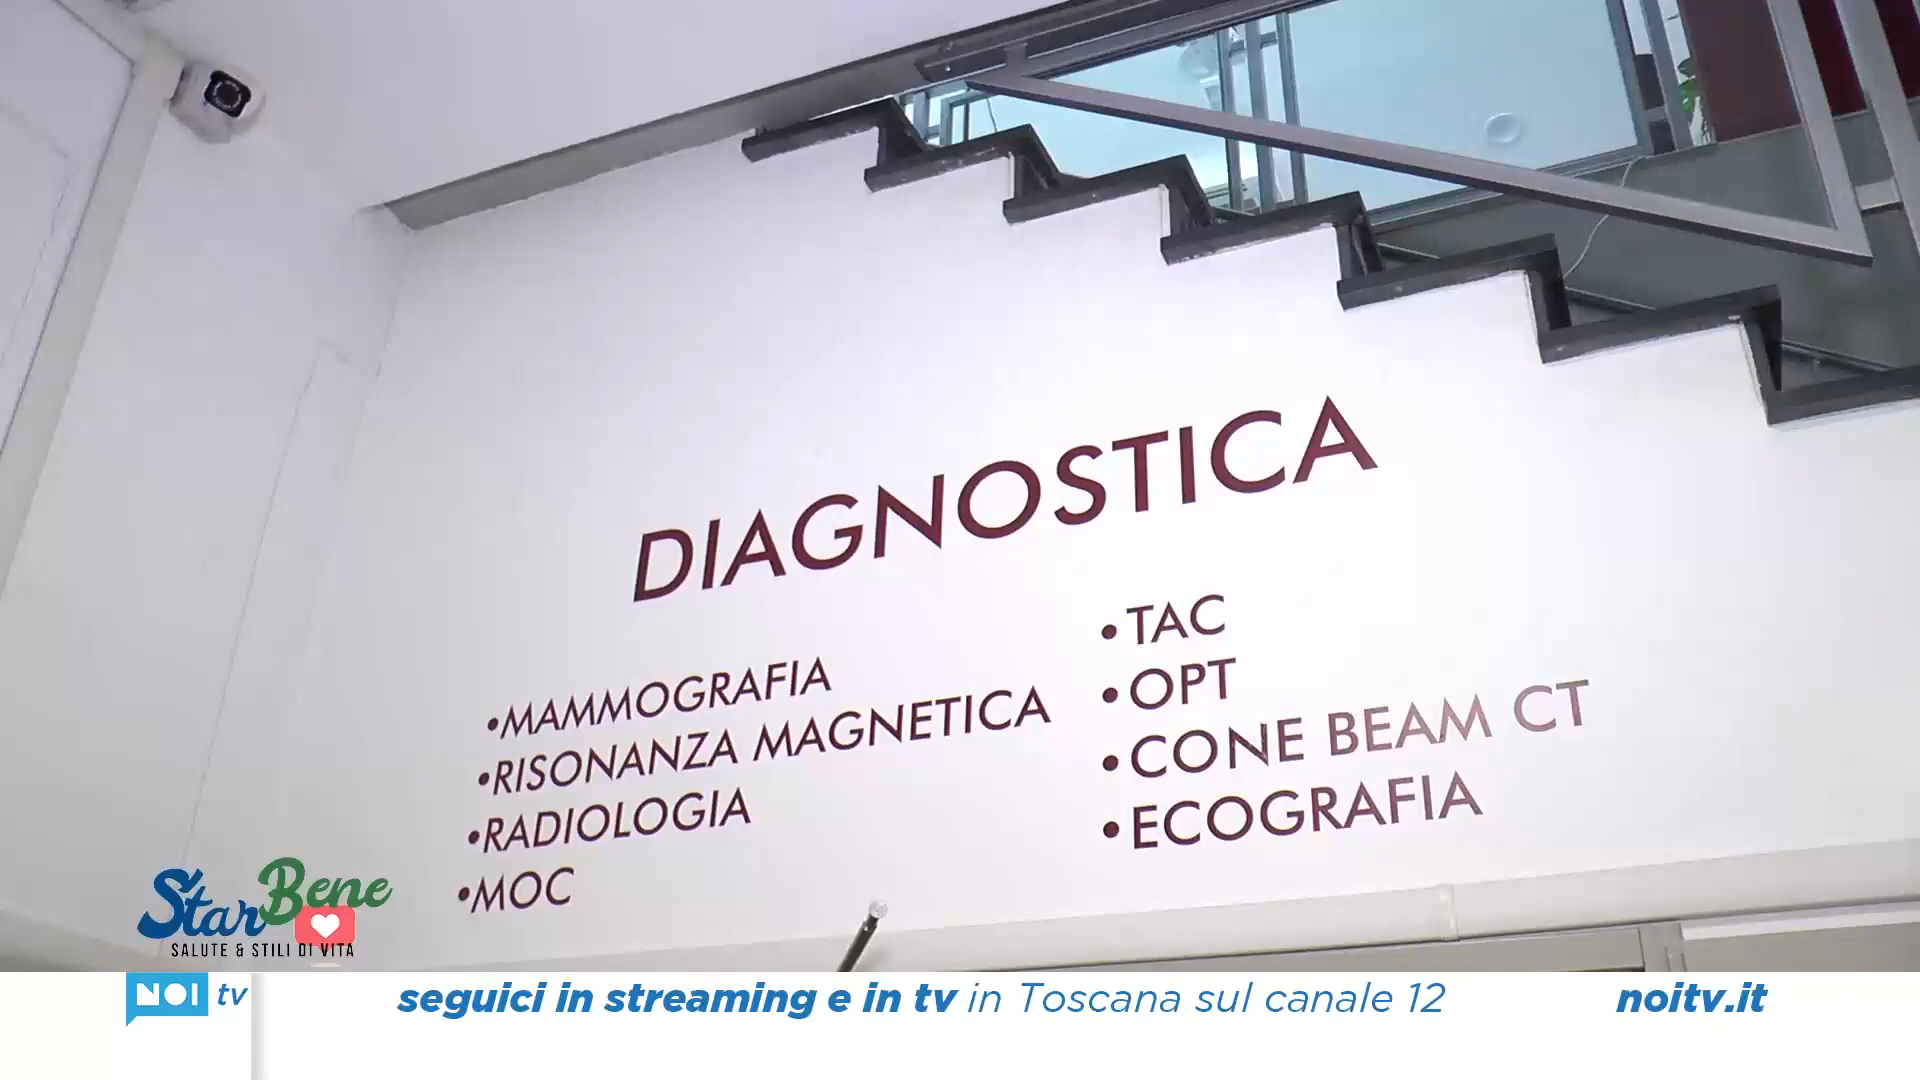 DIAGNOSTICA
•MAMMOGRAFIA
•RISONANZA MAGNETICA
•RADIOLOGIA
•MOC
•TAC
•OPT
•CONE BEAM CT
•ECOGRAFIA
StarBene
SALUTE & STILI DI VITA
NOI tv
seguici in streaming e in tv in Toscana sul canale 12
noitv.it